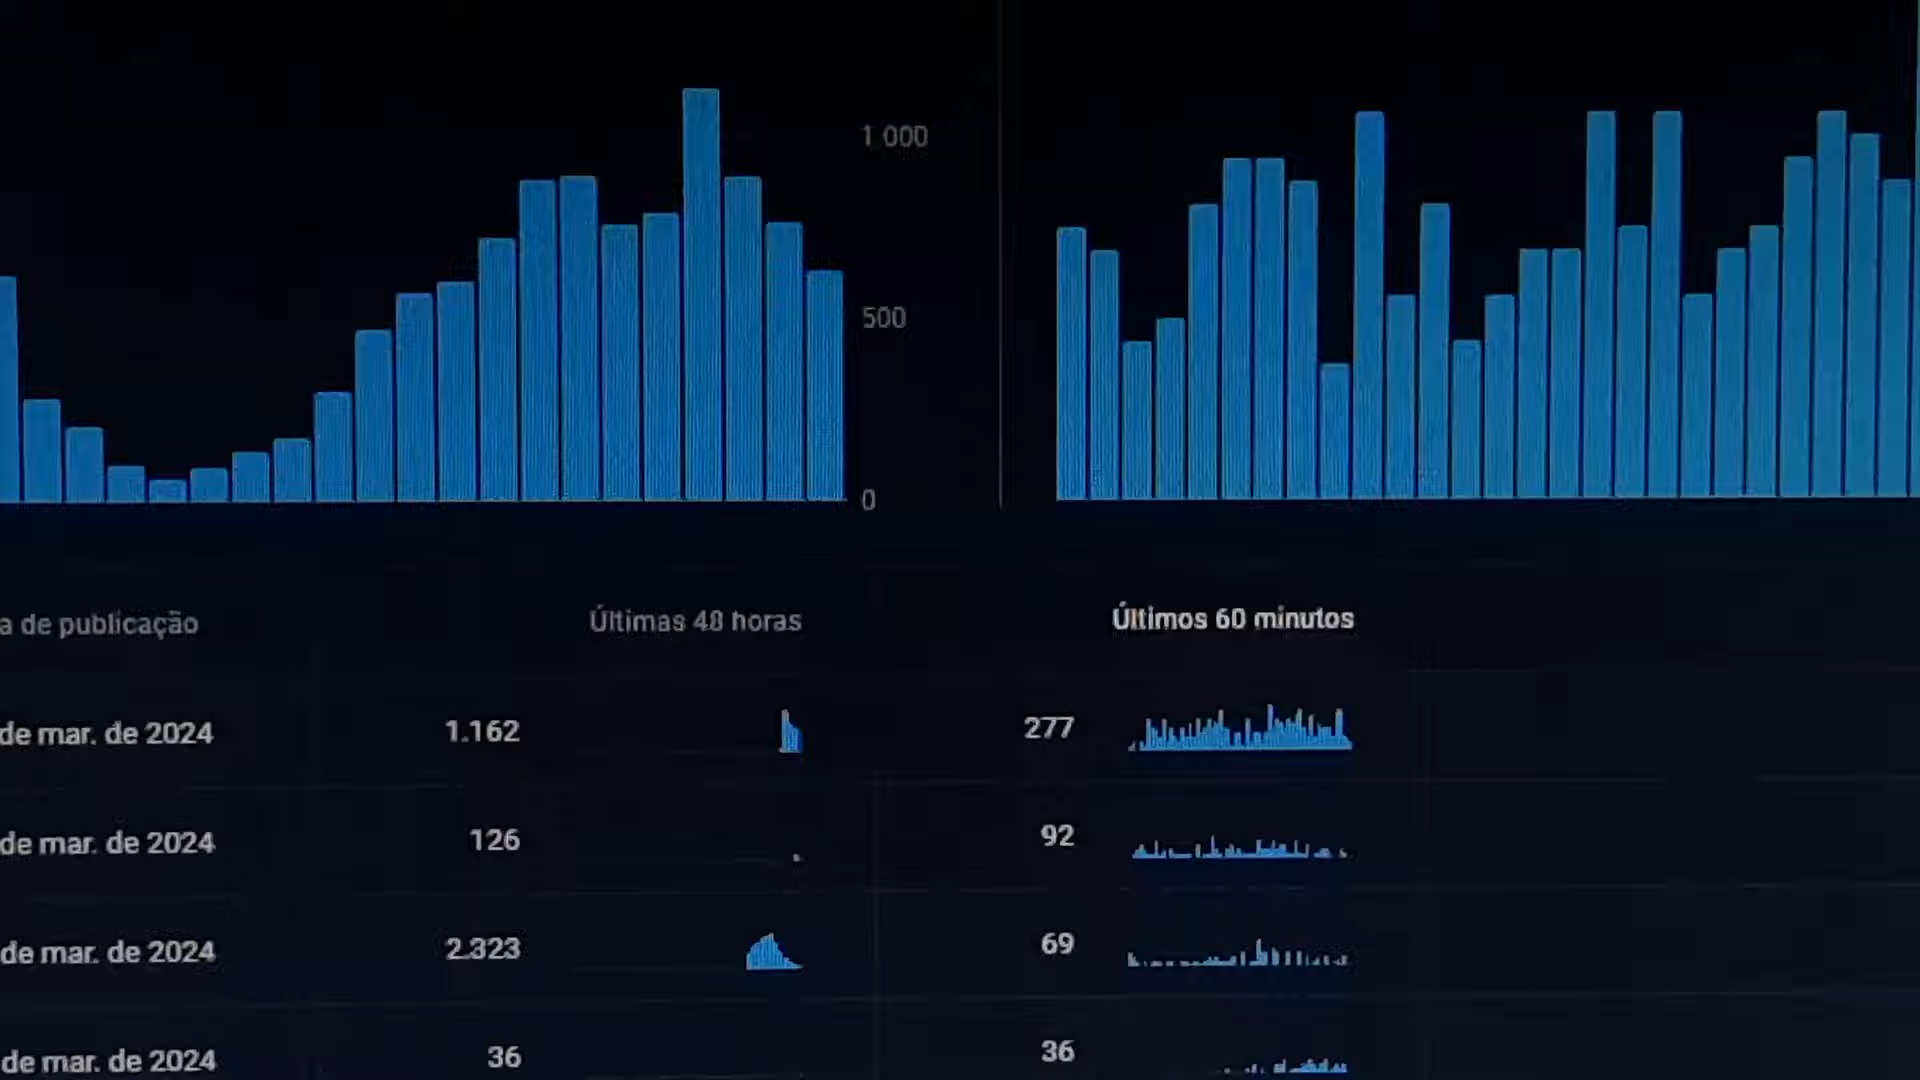 1 000
500
0
a de publicação Últimas 48 horas Últimos 60 minutos
de mar. de 2024 1.162 277
de mar. de 2024 126 92
de mar. de 2024 2.323 69
de mar. de 2024 36 36